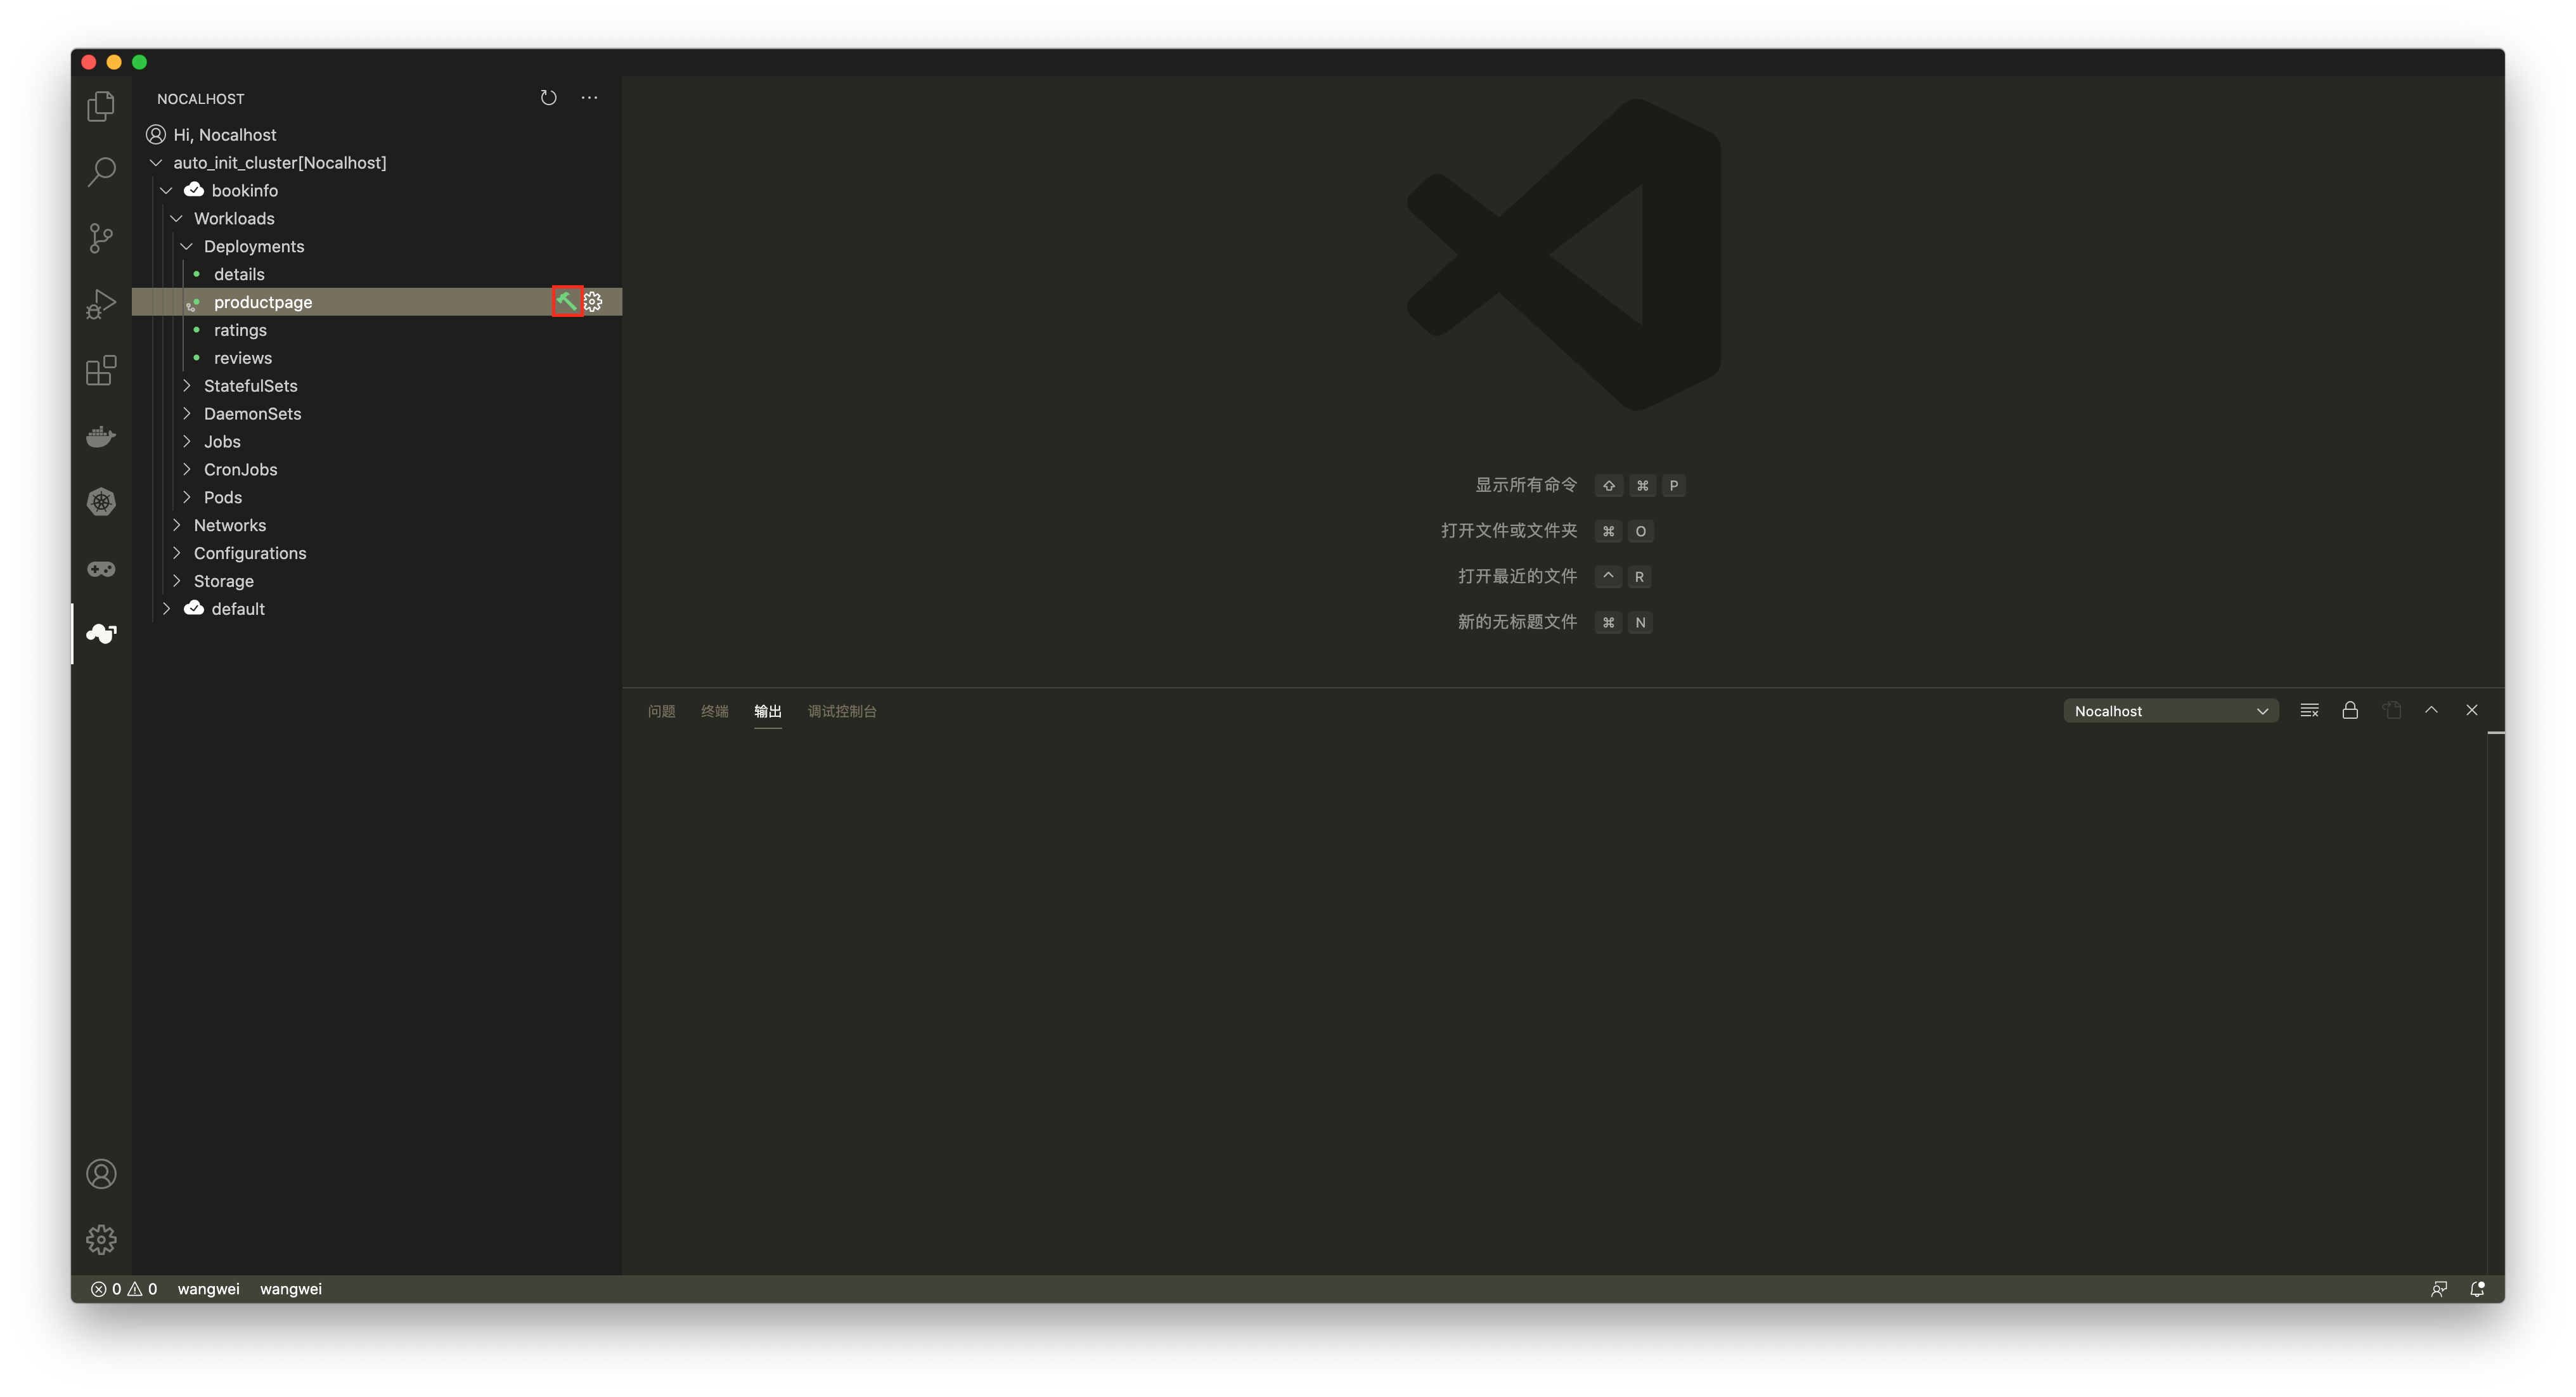 NOCALHOST
Hi, Nocalhost
auto_init_cluster[Nocalhost]
bookinfo
Workloads
Deployments
details
productpage
ratings
reviews
StatefulSets
DaemonSets
Jobs
CronJobs
Pods
Networks
Configurations
Storage
default
显示所有命令 ⇧ ⌘ P
打开文件或文件夹 ⌘ O
打开最近的文件 ⌃ R
新的无标题文件 ⌘ N
问题 终端 输出 调试控制台 Nocalhost
0 0 wangwei wangwei